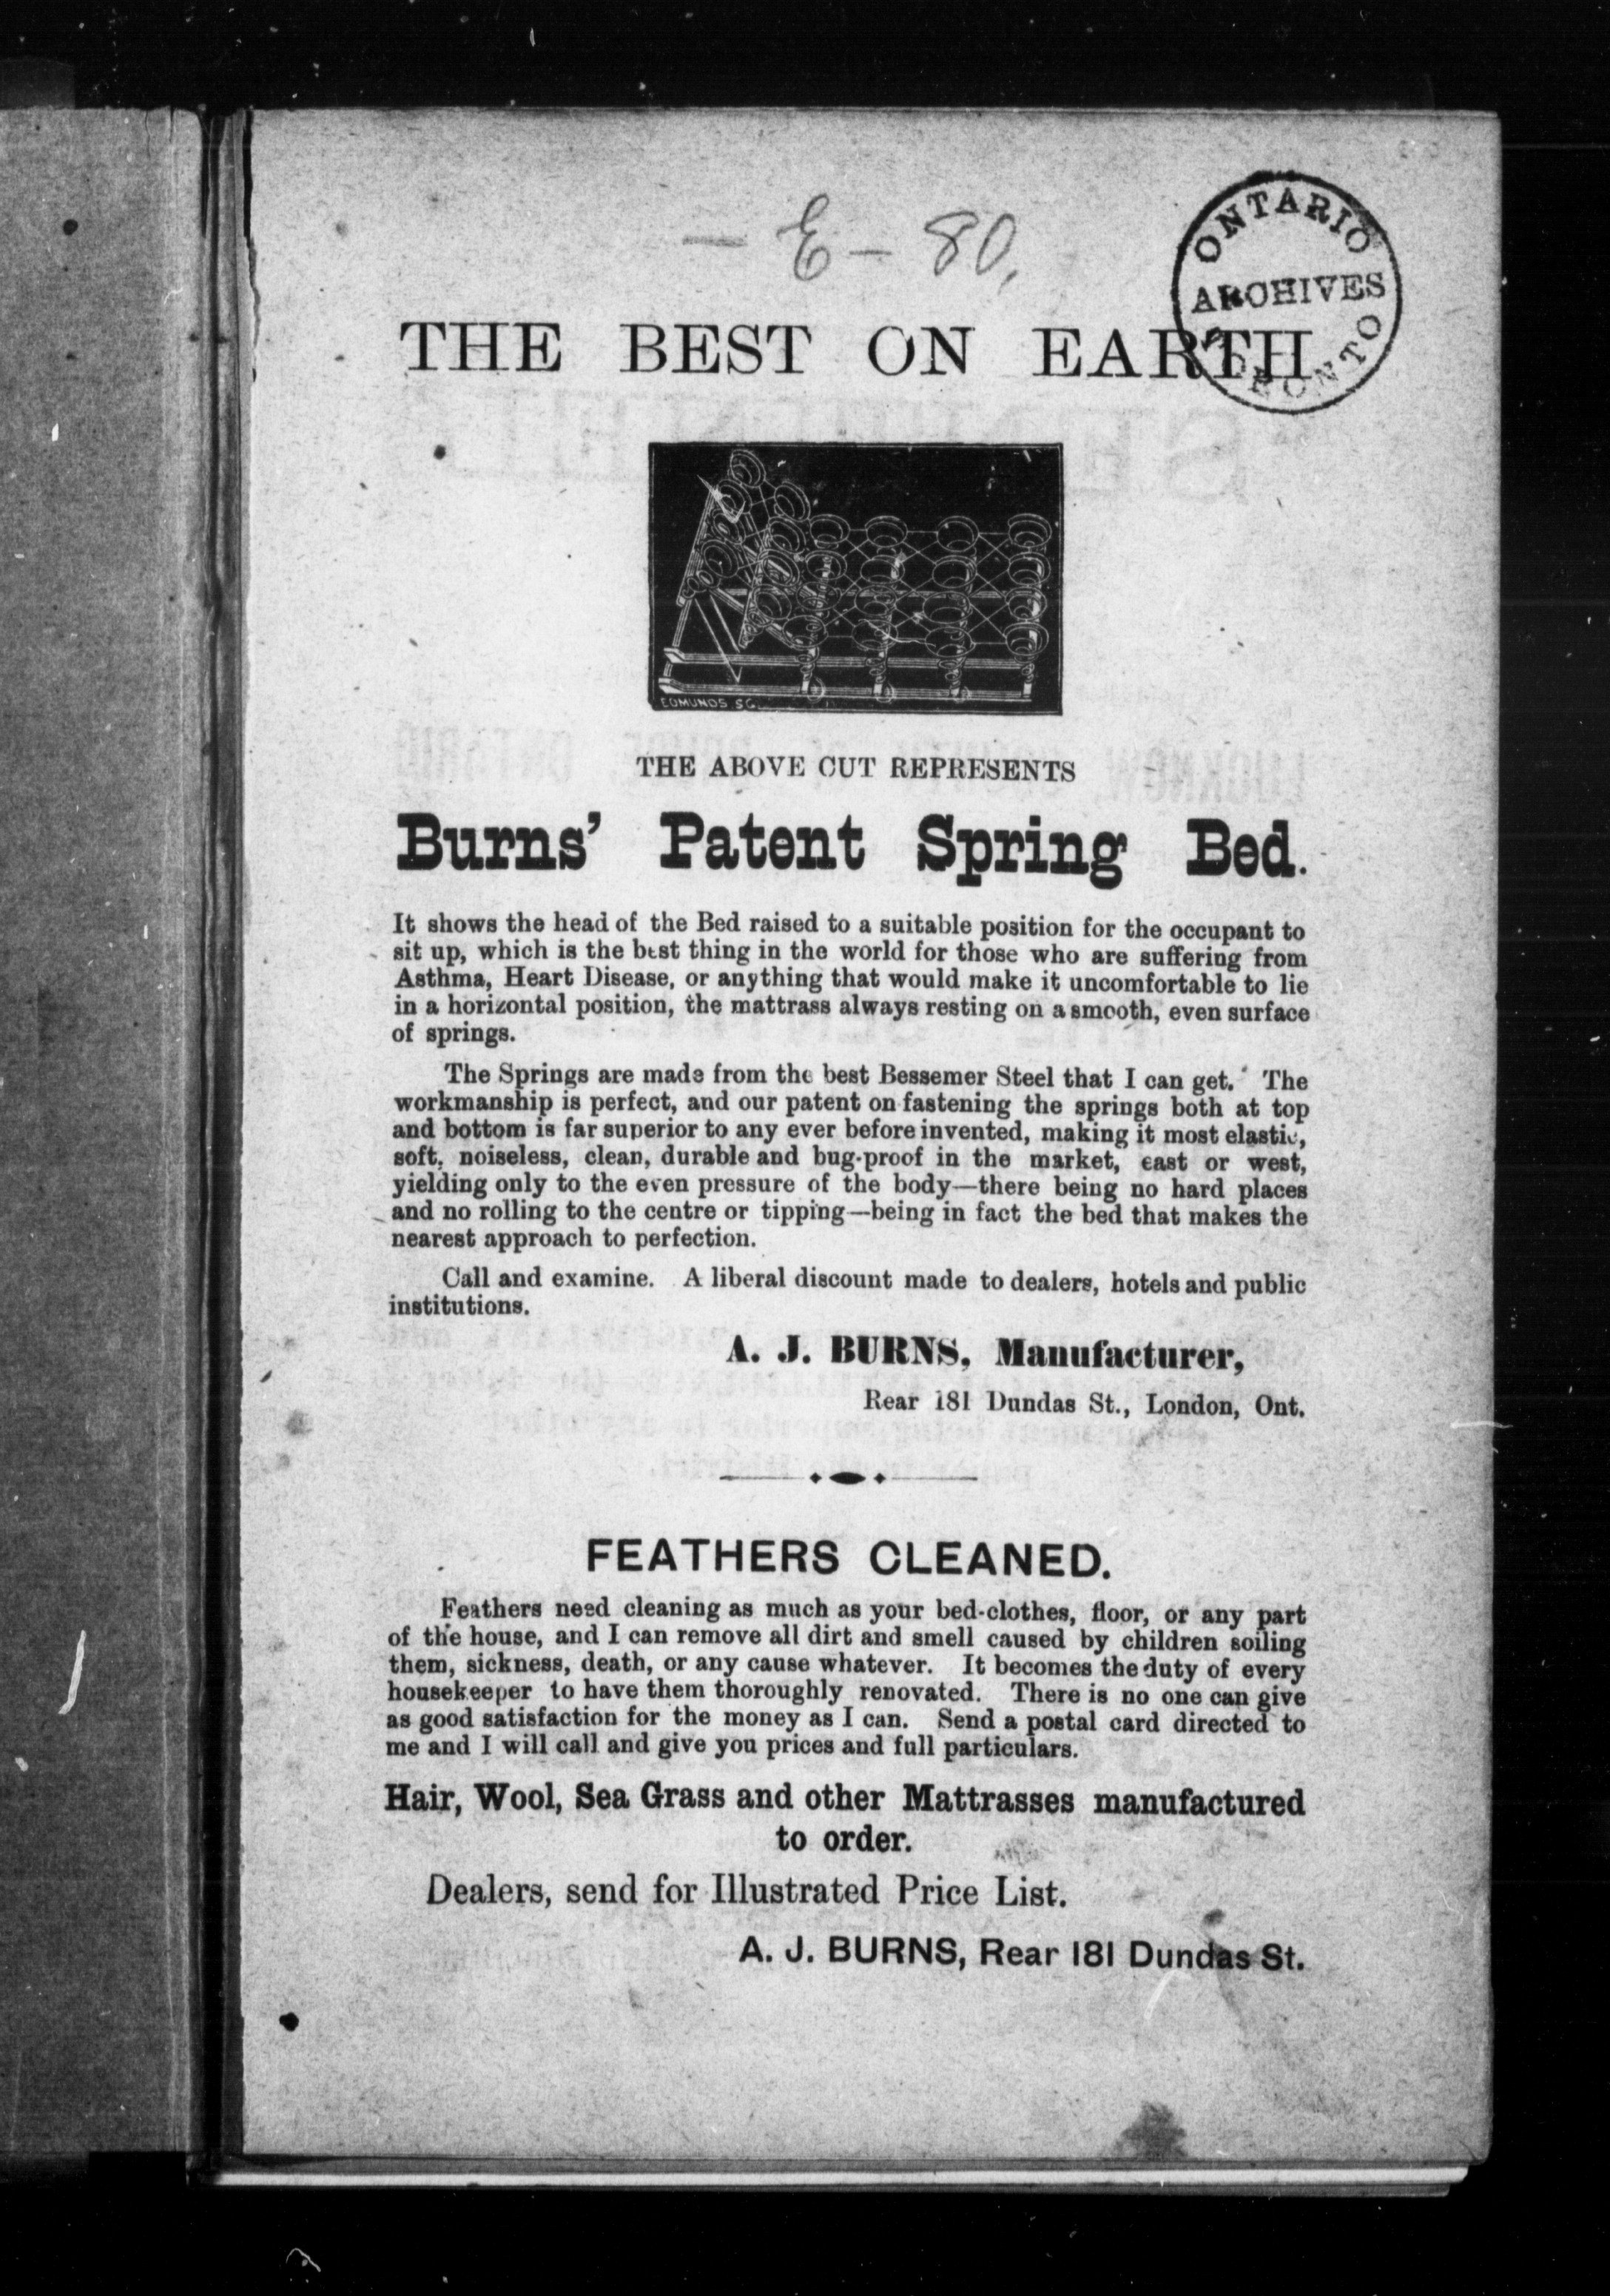 - E - 80.
ONTARIO
ARCHIVES
TORONTO
THE BEST ON EARTH
EDMUNDS SC.
THE ABOVE CUT REPRESENTS
Burns' Patent Spring Bed.
It shows the head of the Bed raised to a suitable position for the occupant to
sit up, which is the best thing in the world for those who are suffering from
Asthma, Heart Disease, or anything that would make it uncomfortable to lie
in a horizontal position, the mattrass always resting on a smooth, even surface
of springs.
The Springs are made from the best Bessemer Steel that I can get. The
workmanship is perfect, and our patent on fastening the springs both at top
and bottom is far superior to any ever before invented, making it most elastic,
soft, noiseless, clean, durable and bug-proof in the market, east or west,
yielding only to the even pressure of the body—there being no hard places
and no rolling to the centre or tipping—being in fact the bed that makes the
nearest approach to perfection.
Call and examine. A liberal discount made to dealers, hotels and public
institutions.
A. J. BURNS, Manufacturer,
Rear 181 Dundas St., London, Ont.
FEATHERS CLEANED.
Feathers need cleaning as much as your bed-clothes, floor, or any part
of the house, and I can remove all dirt and smell caused by children soiling
them, sickness, death, or any cause whatever. It becomes the duty of every
housekeeper to have them thoroughly renovated. There is no one can give
as good satisfaction for the money as I can. Send a postal card directed to
me and I will call and give you prices and full particulars.
Hair, Wool, Sea Grass and other Mattrasses manufactured
to order.
Dealers, send for Illustrated Price List.
A. J. BURNS, Rear 181 Dundas St.